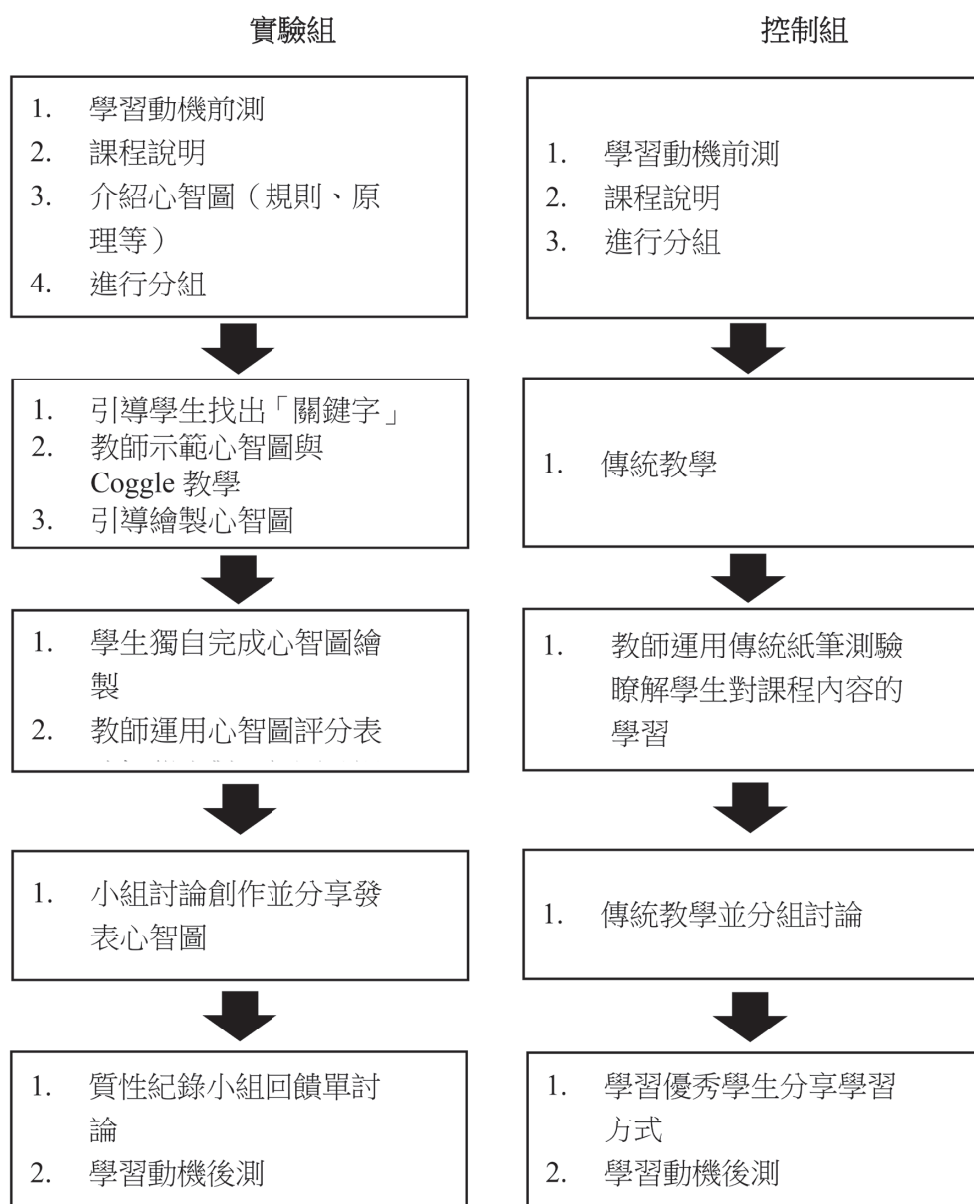 實驗組
1. 學習動機前測
2. 課程說明
3. 介紹心智圖（規則、原
理等）
4. 進行分組
1. 引導學生找出「關鍵字」
2. 教師示範心智圖與
Coggle 教學
3. 引導繪製心智圖
1. 學生獨自完成心智圖繪
製
2. 教師運用心智圖評分表
1. 小組討論創作並分享發
表心智圖
1. 質性紀錄小組回饋單討
論
2. 學習動機後測
控制組
1. 學習動機前測
2. 課程說明
3. 進行分組
1. 傳統教學
1. 教師運用傳統紙筆測驗
瞭解學生對課程內容的
學習
1. 傳統教學並分組討論
1. 學習優秀學生分享學習
方式
2. 學習動機後測